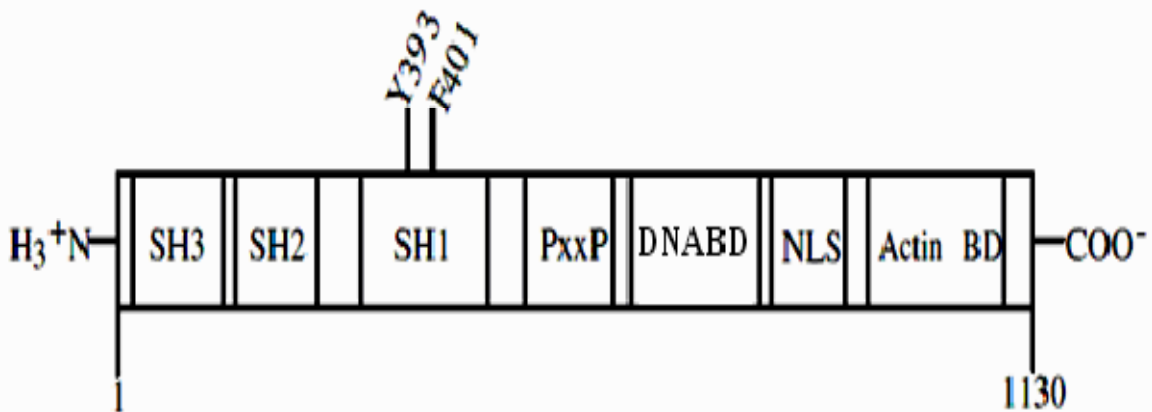 Y393
F401
H3+N SH3 SH2 SH1 PxxP DNABD NLS Actin BD COO-
1 1130